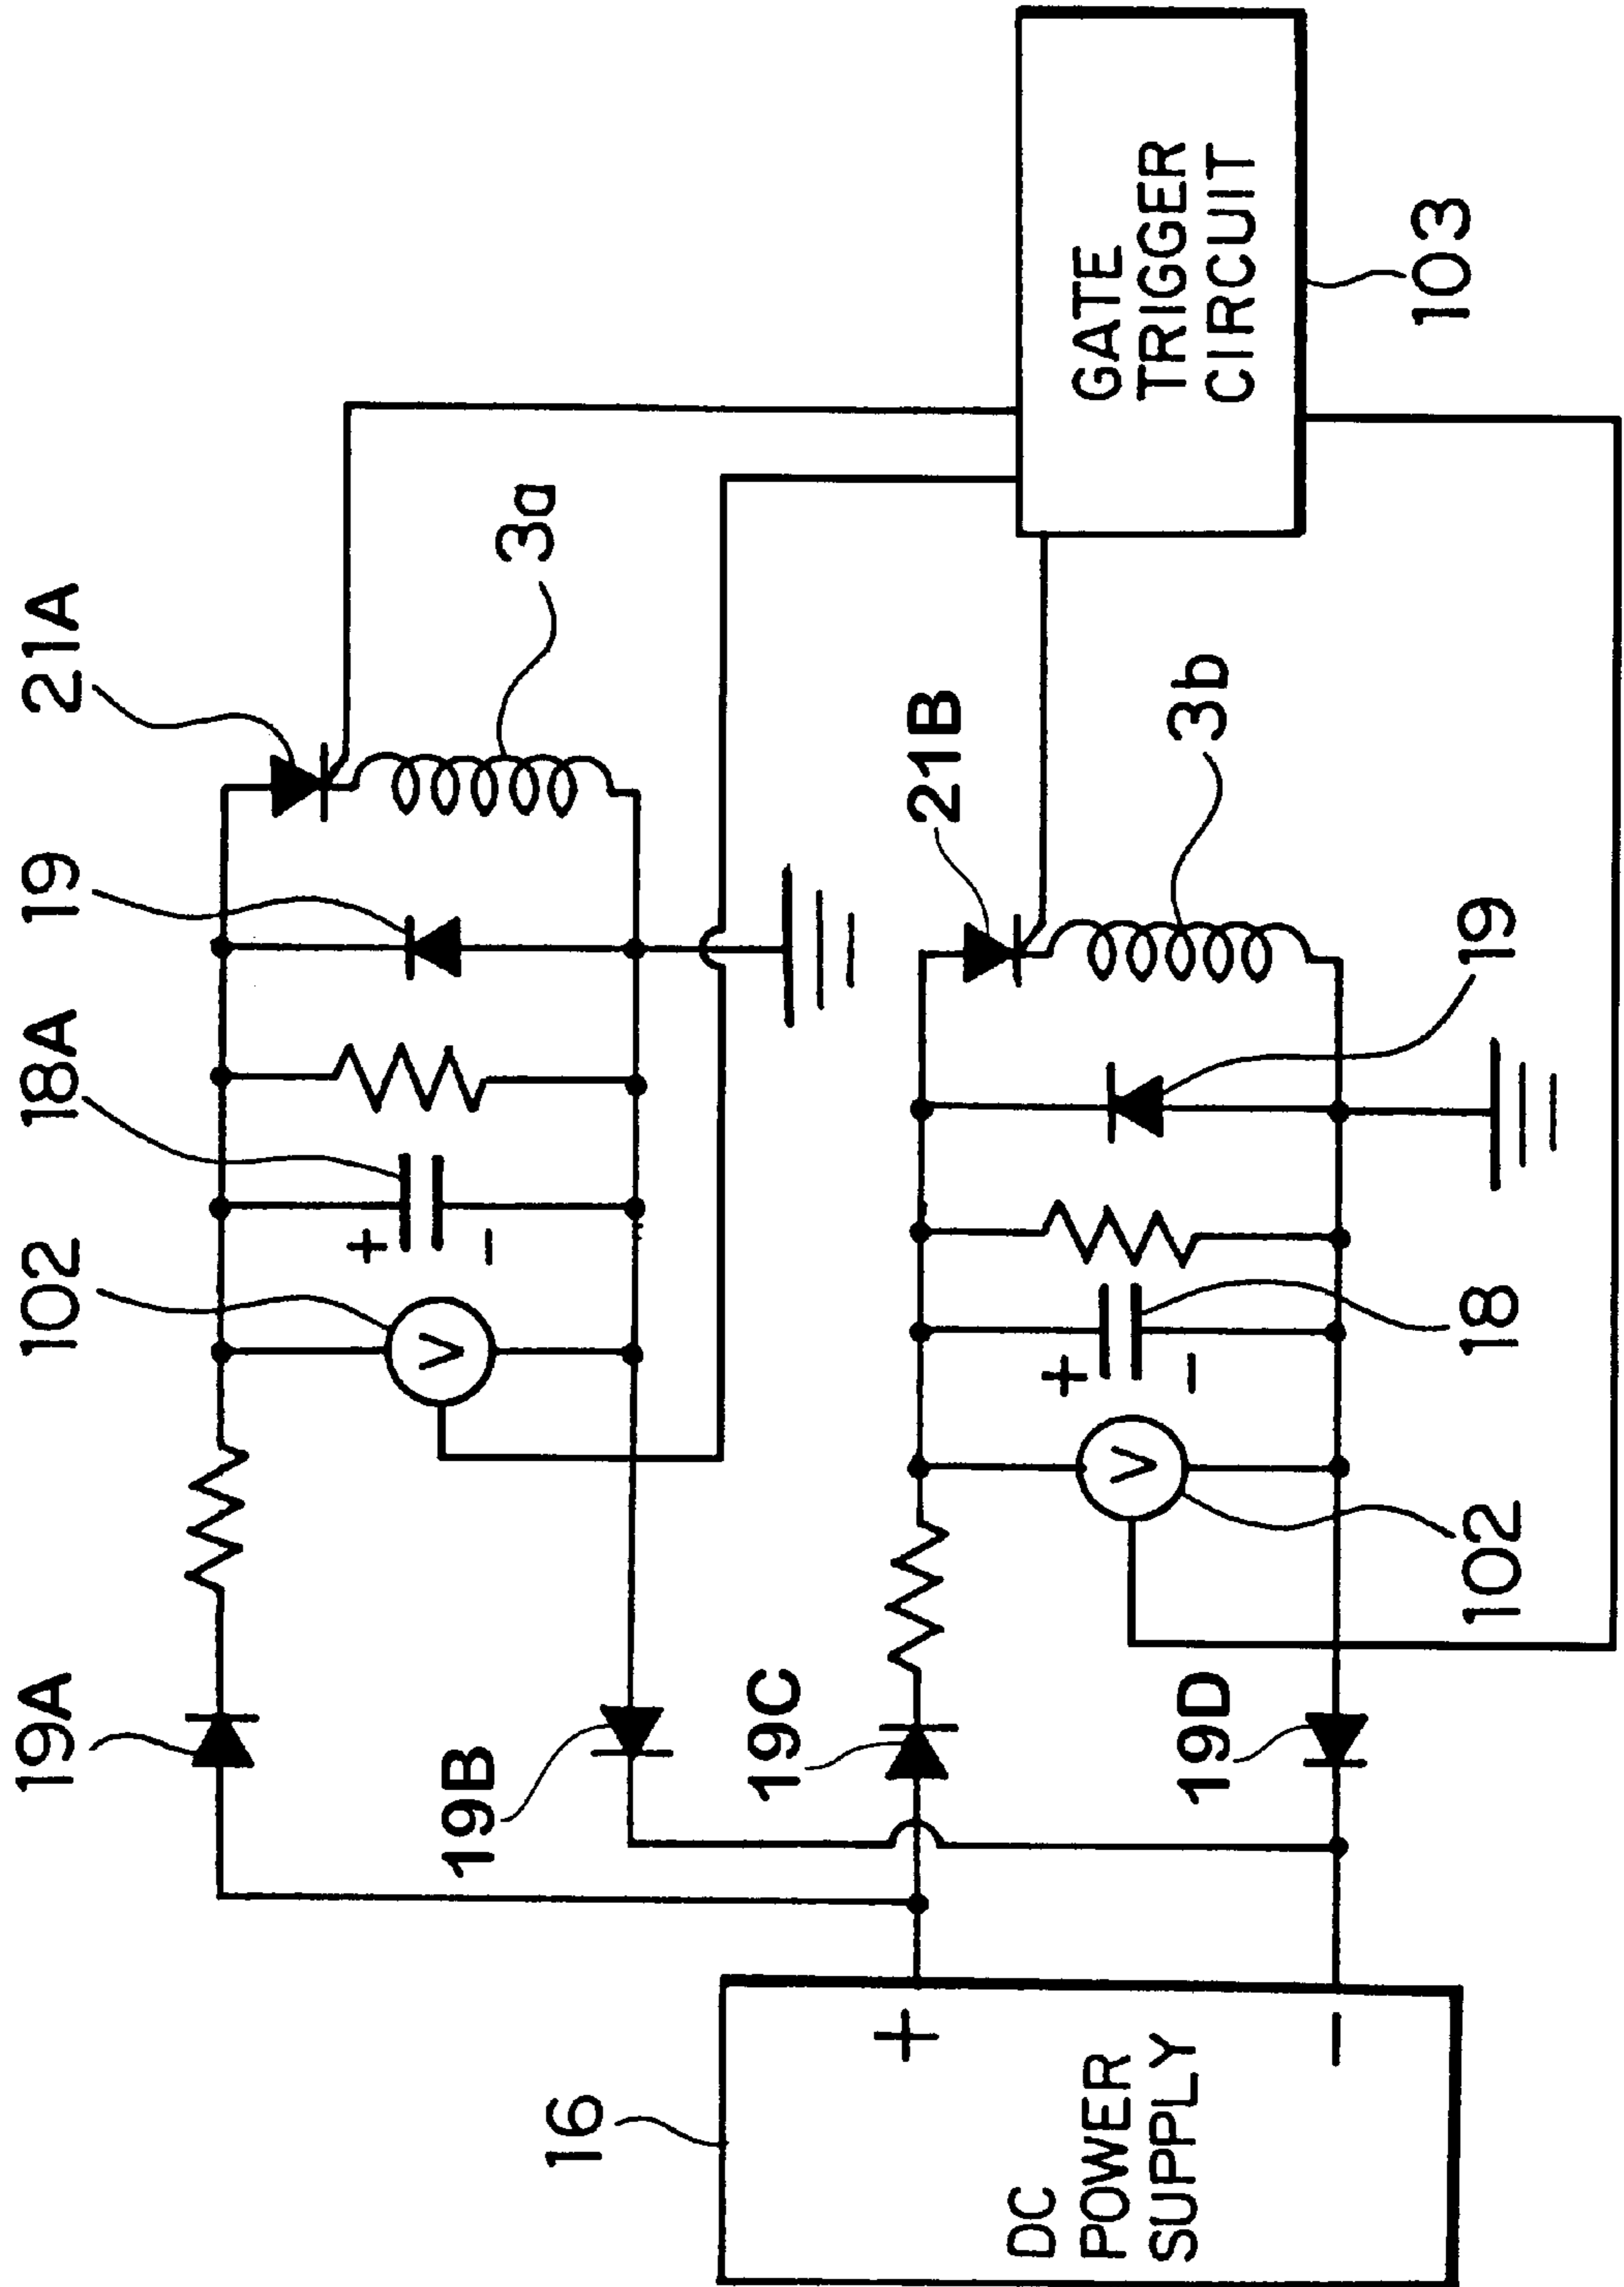 19A
102
18A
19
21A
3a
19B
19C
V
+
-
21B
3b
GATE
TRIGGER
CIRCUIT
103
16
+
-
DC
POWER
SUPPLY
19D
V
+
-
102
18
19